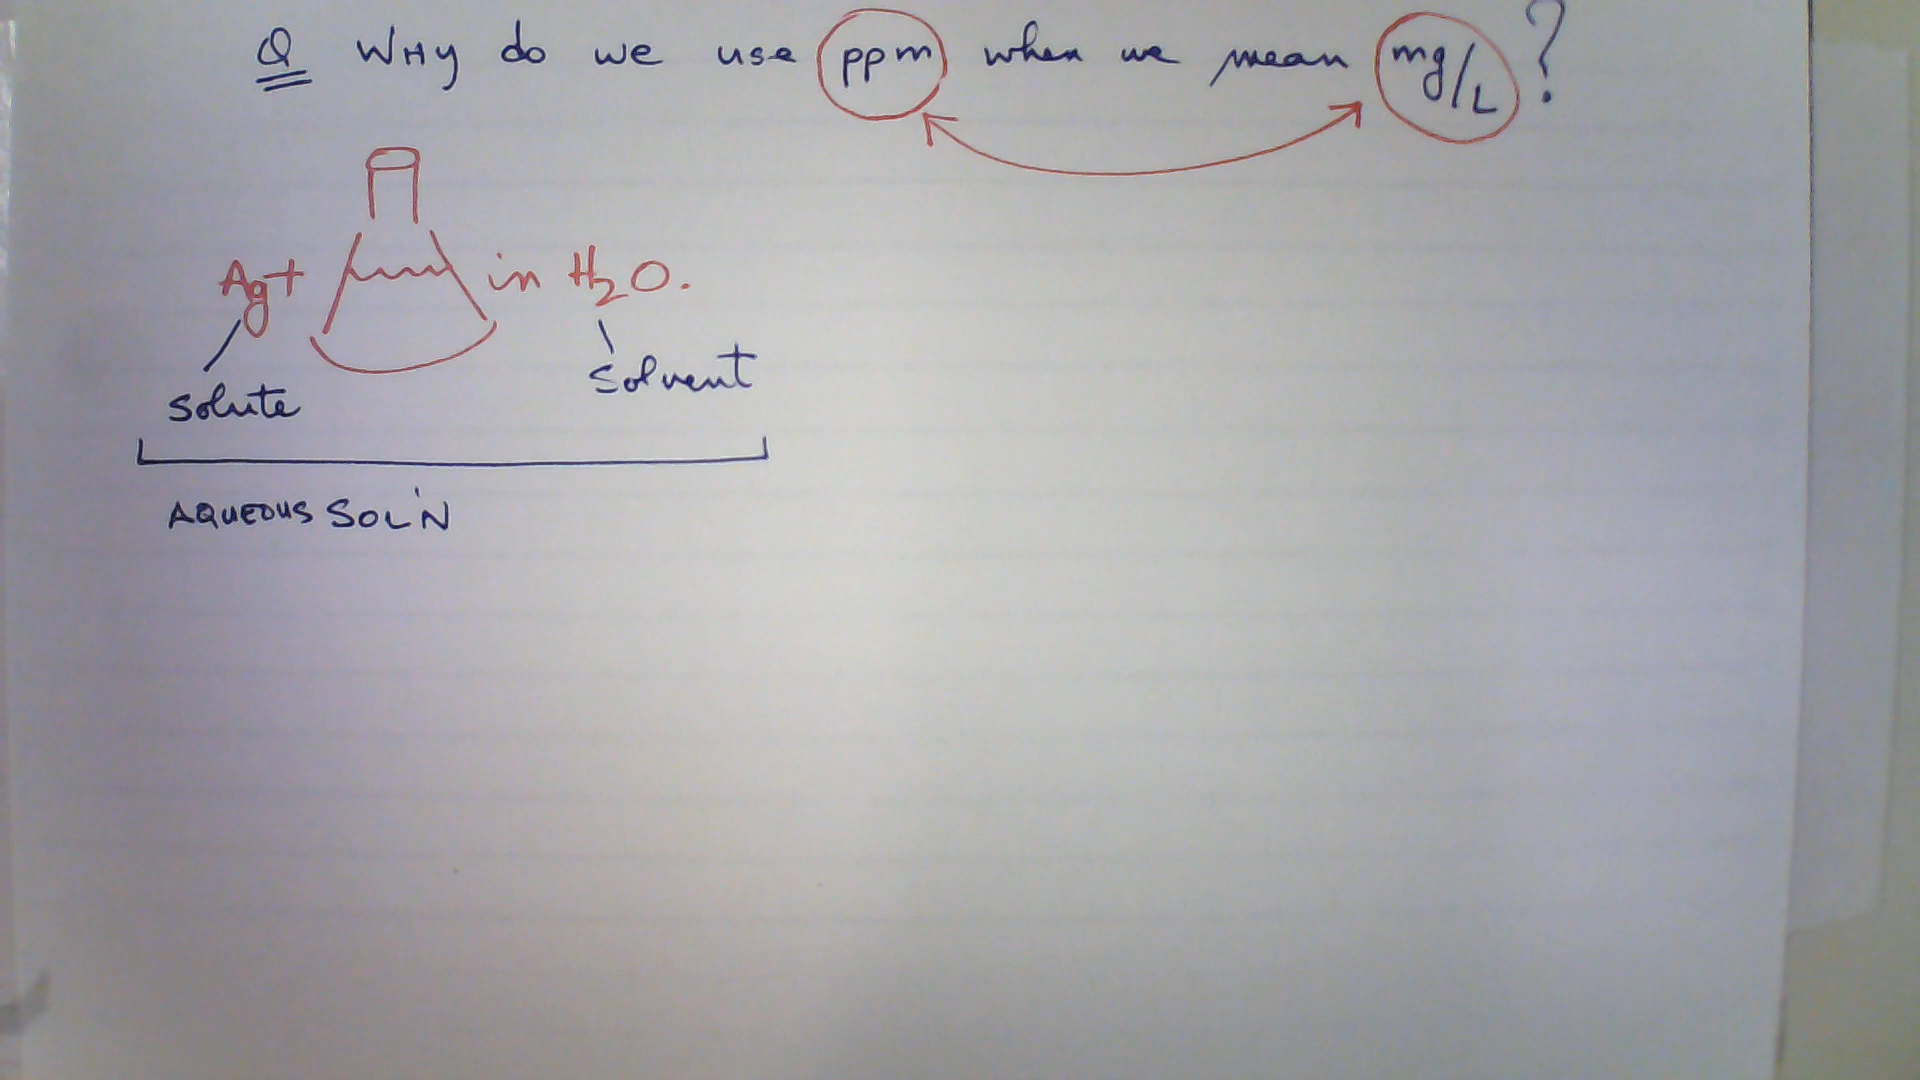 Q WHy do we use ppm when we mean mg/L ?
Ag+ in H₂O.
solute
solvent
AQUEOUS SOL'N